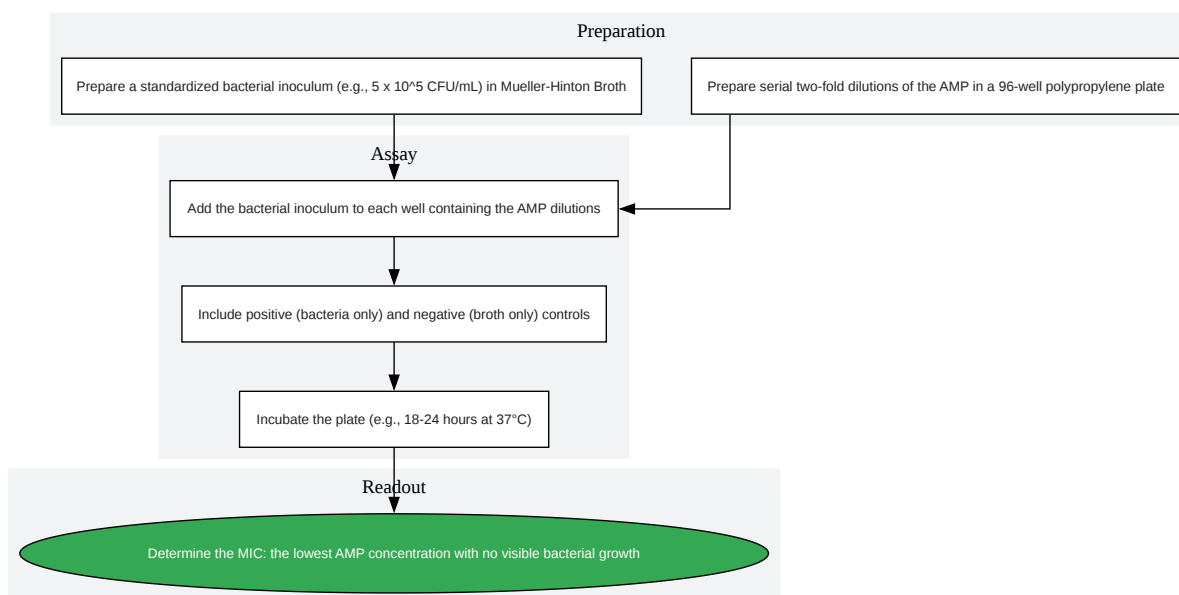 Preparation
Prepare a standardized bacterial inoculum (e.g., 5 x 10^5 CFU/mL) in Mueller-Hinton Broth
Prepare serial two-fold dilutions of the AMP in a 96-well polypropylene plate
Assay
Add the bacterial inoculum to each well containing the AMP dilutions
Include positive (bacteria only) and negative (broth only) controls
Incubate the plate (e.g., 18-24 hours at 37°C)
Readout
Determine the MIC: the lowest AMP concentration with no visible bacterial growth